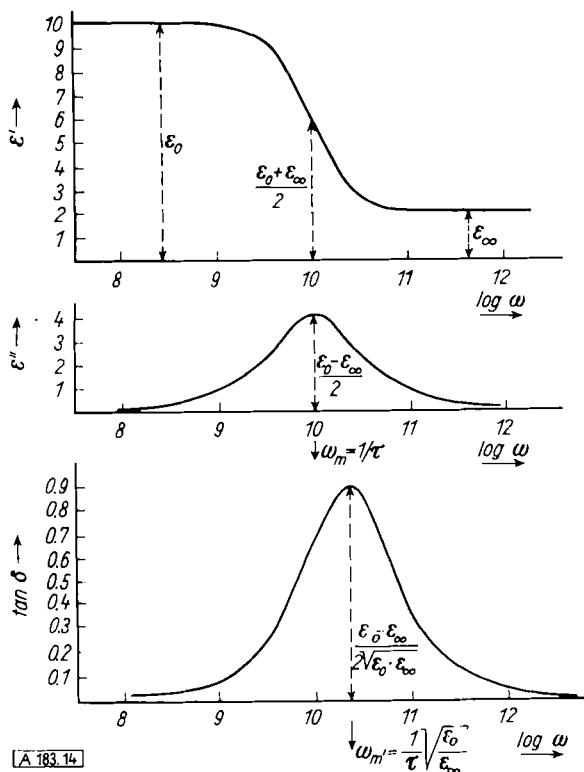 10
9
8
7
6
5
4
3
2
1
ε' →
ε₀
ε₀+ε∞
2
ε∞
8 9 10 11 12
log ω →
4
3
2
1
ε'' →
ε₀-ε∞
2
8 9 10 11 12
ω_m=1/τ
log ω →
0.9
0.8
0.7
0.6
0.5
0.4
0.3
0.2
0.1
tan δ →
ε₀-ε∞
2√ε₀·ε∞
8 9 10 11 12
ω_m'=1/τ √ε₀/ε∞
log ω →
A 183.14